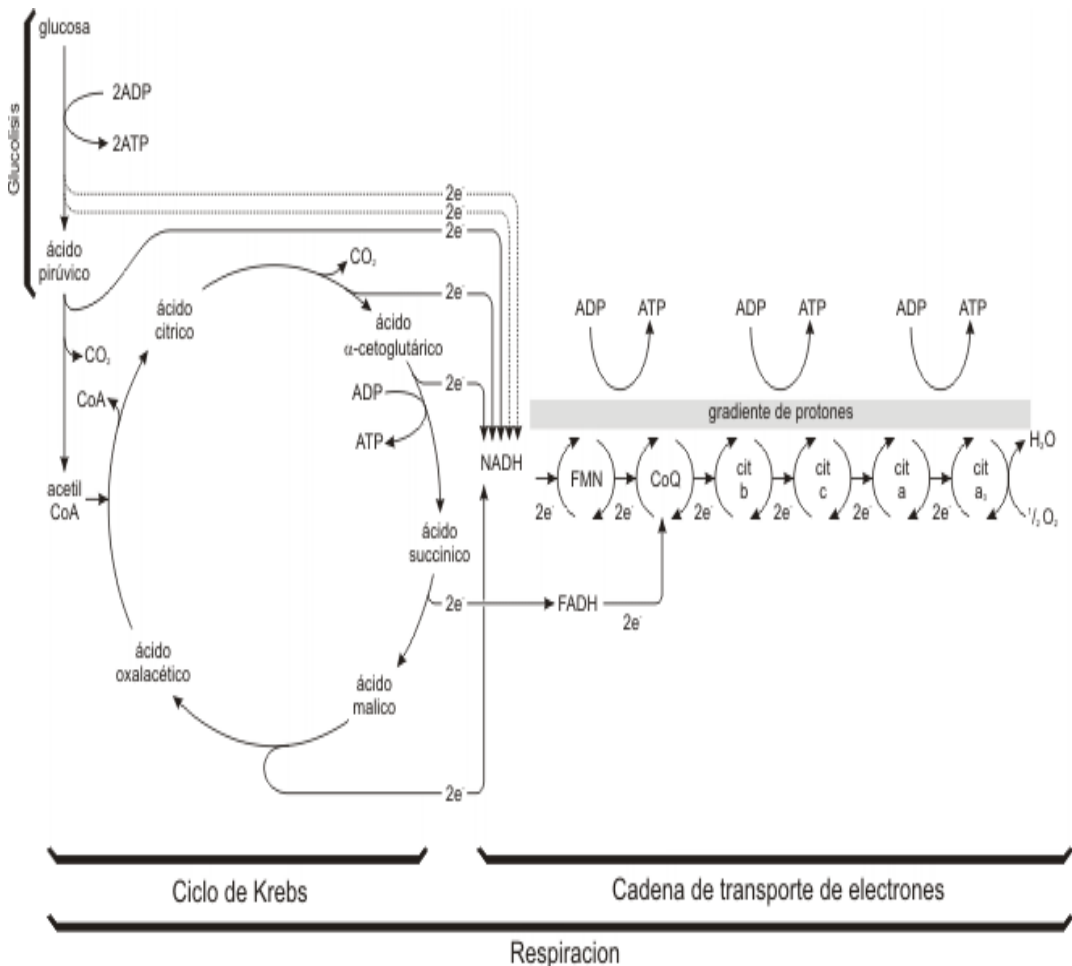 glucosa
Glucolisis
2ADP
2ATP
2e-
2e-
2e-
ácido
pirúvico
CO2
2e-
ácido
citrico
ácido
α-cetoglutárico
CO2
CoA
ADP
ATP
2e-
NADH
acetil
CoA
ácido
succinico
2e-
FADH
2e-
ácido
oxalacético
ácido
malico
2e-
ADP
ATP
ADP
ATP
ADP
ATP
gradiente de protones
H2O
FMN
CoQ
cit
b
cit
c
cit
a
cit
a3
2e-
2e-
2e-
2e-
2e-
2e-
1/2 O2
Ciclo de Krebs
Cadena de transporte de electrones
Respiracion